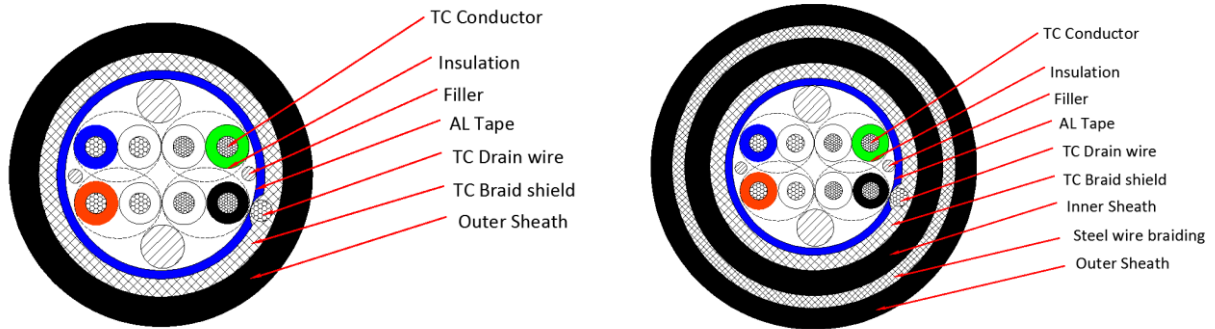 TC Conductor
Insulation
Filler
AL Tape
TC Drain wire
TC Braid shield
Outer Sheath
TC Conductor
Insulation
Filler
AL Tape
TC Drain wire
TC Braid shield
Inner Sheath
Steel wire braiding
Outer Sheath